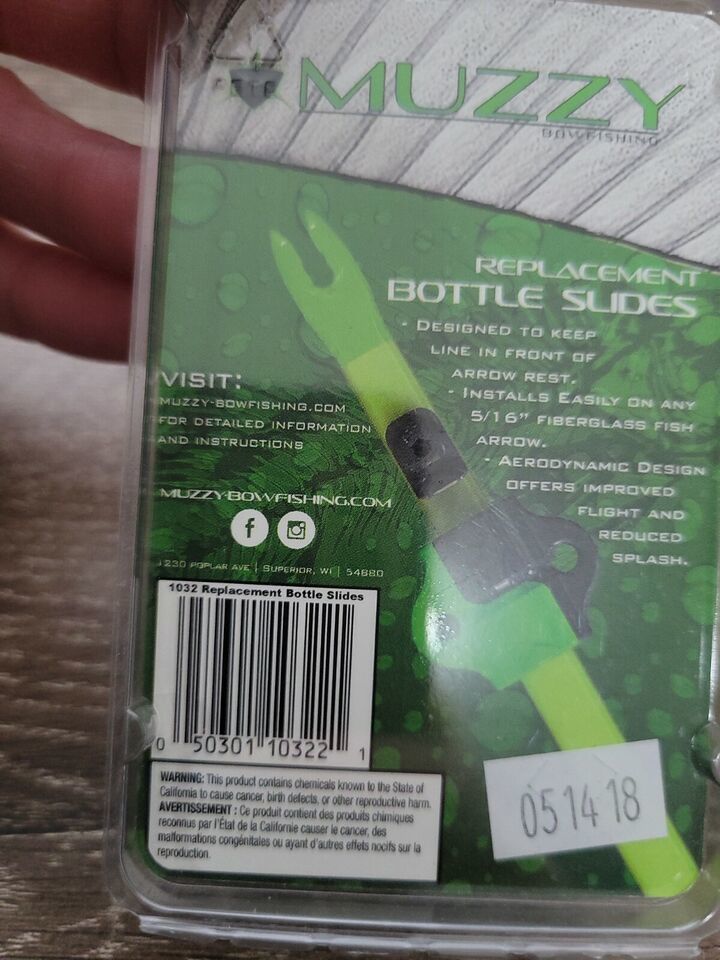 PETE
MUZZY
BOWFISHING
REPLACEMENT
BOTTLE SLIDES
- DESIGNED TO KEEP
LINE IN FRONT OF
ARROW REST.
- INSTALLS EASILY ON ANY
5/16" FIBERGLASS FISH
ARROW.
- AERODYNAMIC DESIGN
OFFERS IMPROVED
FLIGHT AND
REDUCED
SPLASH.
VISIT:
MUZZY-BOWFISHING.COM
FOR DETAILED INFORMATION
AND INSTRUCTIONS
MUZZY-BOWFISHING.COM
1230 POPLAR AVE | SUPERIOR, WI | 54880
1032 Replacement Bottle Slides
0 50301 10322 1
WARNING: This product contains chemicals known to the State of
California to cause cancer, birth defects, or other reproductive harm.
AVERTISSEMENT : Ce produit contient des produits chimiques
reconnus par l'État de la Californie causer le cancer, des
malformations congénitales ou ayant d'autres effets nocifs sur la
reproduction.
05 14 18